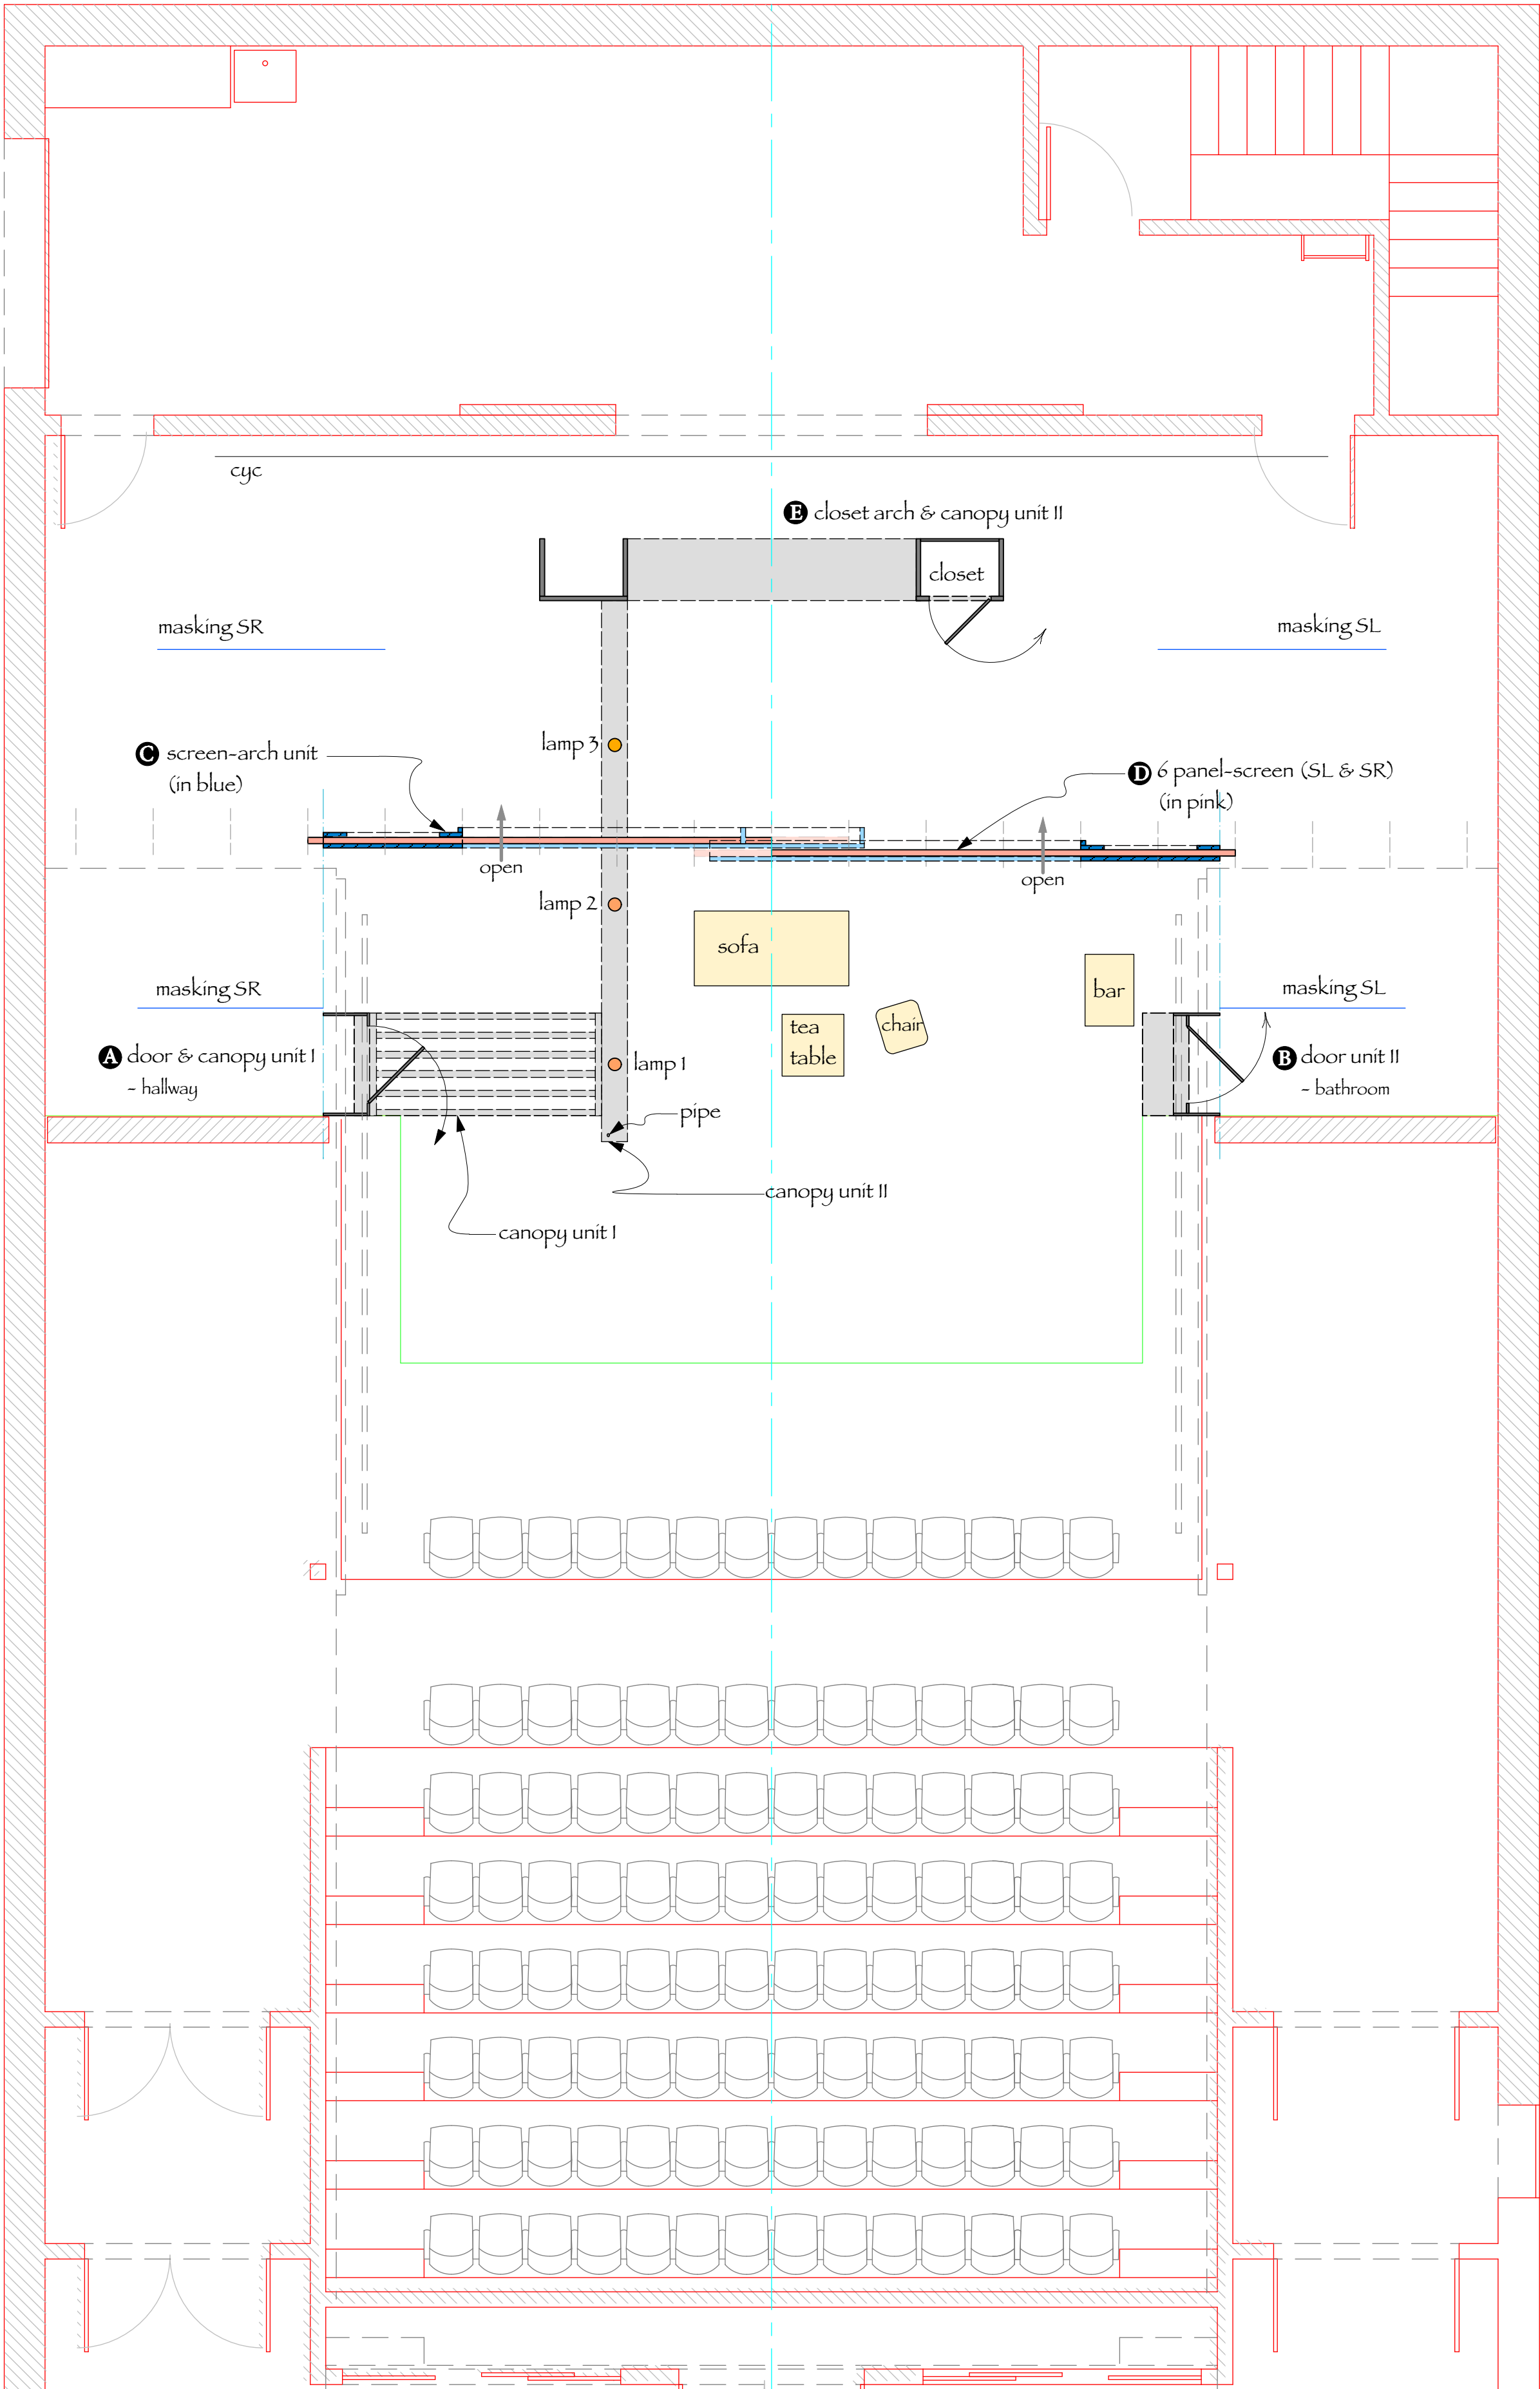 cyc
E closet arch & canopy unit II
closet
masking SR
masking SL
lamp 3
C screen-arch unit
(in blue)
D 6 panel-screen (SL & SR)
(in pink)
open
open
lamp 2
sofa
bar
masking SR
masking SL
tea
table
chair
A door & canopy unit I
- hallway
lamp 1
B door unit II
- bathroom
pipe
canopy unit II
canopy unit I